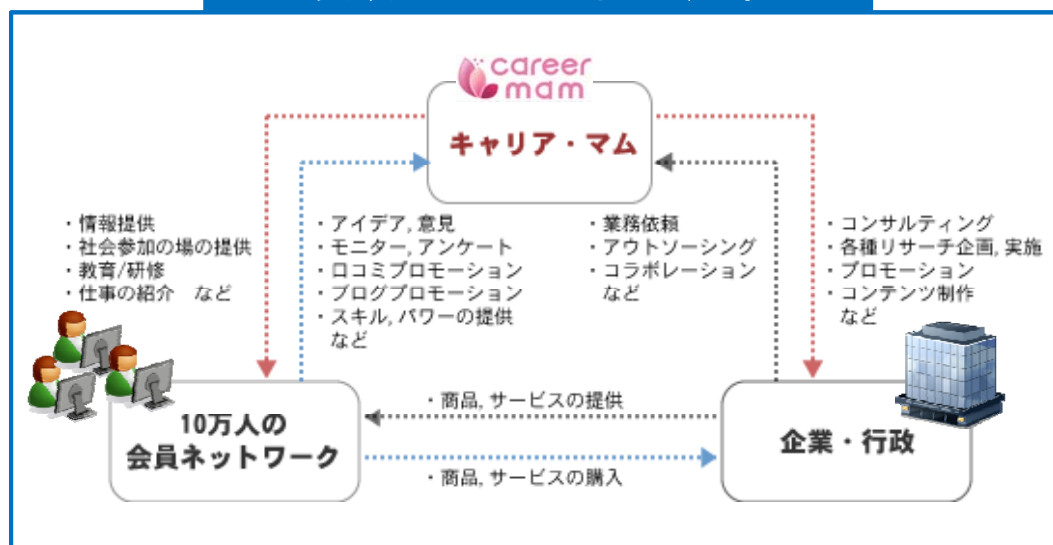 career
mam
キャリア・マム
・情報提供
・社会参加の場の提供
・教育/研修
・仕事の紹介　など
・アイデア, 意見
・モニター, アンケート
・口コミプロモーション
・ブログプロモーション
・スキル, パワーの提供
など
・業務依頼
・アウトソーシング
・コラボレーション
など
・コンサルティング
・各種リサーチ企画, 実施
・プロモーション
・コンテンツ制作
など
10万人の
会員ネットワーク
・商品, サービスの提供
・商品, サービスの購入
企業・行政